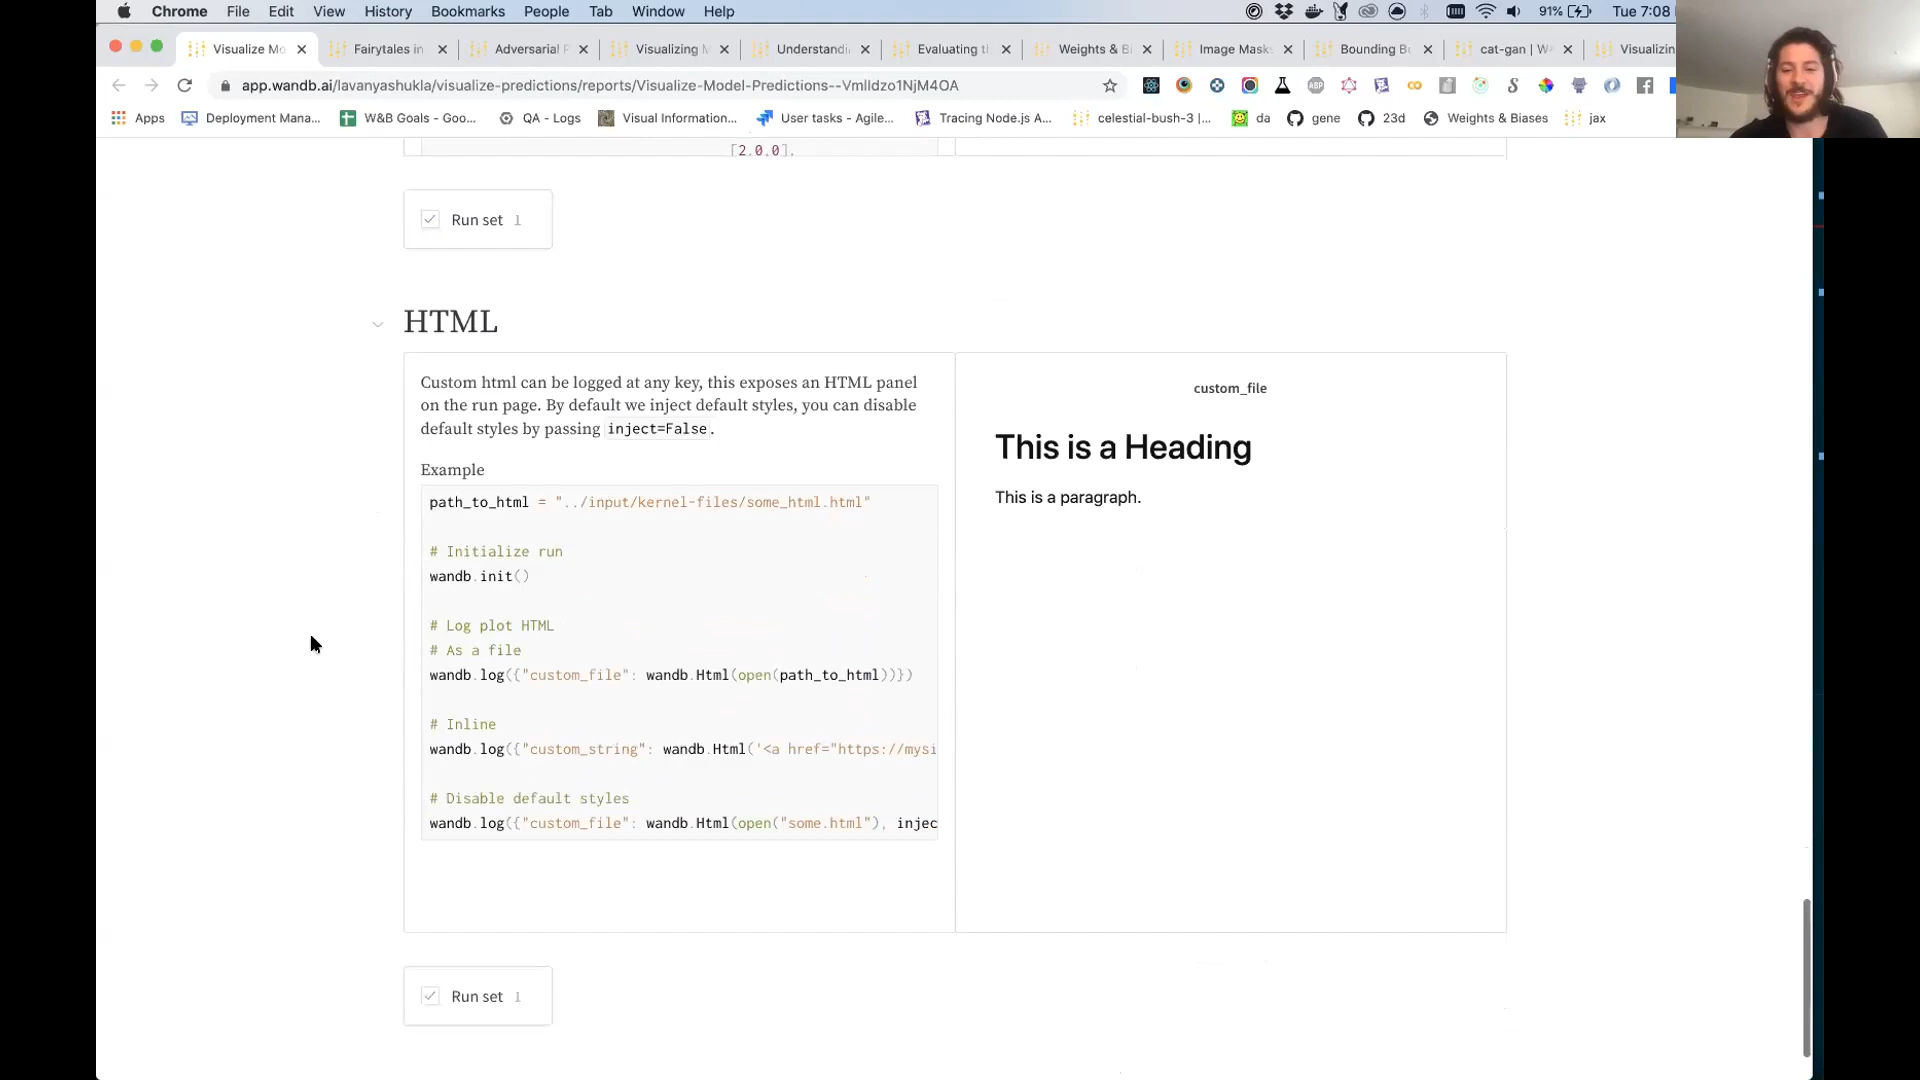 Chrome File Edit View History Bookmarks People Tab Window Help 91% Tue 7:08
Visualize Mo Fairytales in Adversarial P Visualizing M Understandi Evaluating th Weights & Bi Image Mask Bounding Bo cat-gan | W Visualizin
app.wandb.ai/lavanyashukla/visualize-predictions/reports/Visualize-Model-Predictions--Vmlldzo1NjM4OA
Apps Deployment Mana... W&B Goals - Goo... QA - Logs Visual Information... User tasks - Agile... Tracing Node.js A... celestial-bush-3 |... da gene 23d Weights & Biases jax
[2,0,0],
Run set 1
HTML
Custom html can be logged at any key, this exposes an HTML panel
on the run page. By default we inject default styles, you can disable
default styles by passing inject=False.
Example
path_to_html = "../input/kernel-files/some_html.html"
# Initialize run
wandb.init()
# Log plot HTML
# As a file
wandb.log({"custom_file": wandb.Html(open(path_to_html))})
# Inline
wandb.log({"custom_string": wandb.Html('<a href="https://mysi
# Disable default styles
wandb.log({"custom_file": wandb.Html(open("some.html"), injec
custom_file
This is a Heading
This is a paragraph.
Run set 1